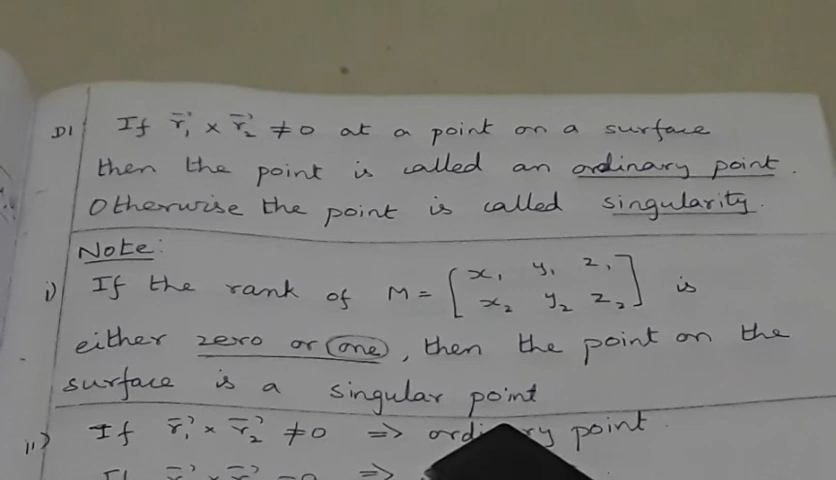 D1 If r̄₁ × r̄₂ ≠ 0 at a point on a surface
then the point is called an ordinary point.
Otherwise the point is called singularity.
Note:
i) If the rank of M = [x₁ y₁ z₁
x₂ y₂ z₂] is
either zero or one, then the point on the
surface is a singular point
ii) If r̄₁ × r̄₂ ≠ 0 => point.